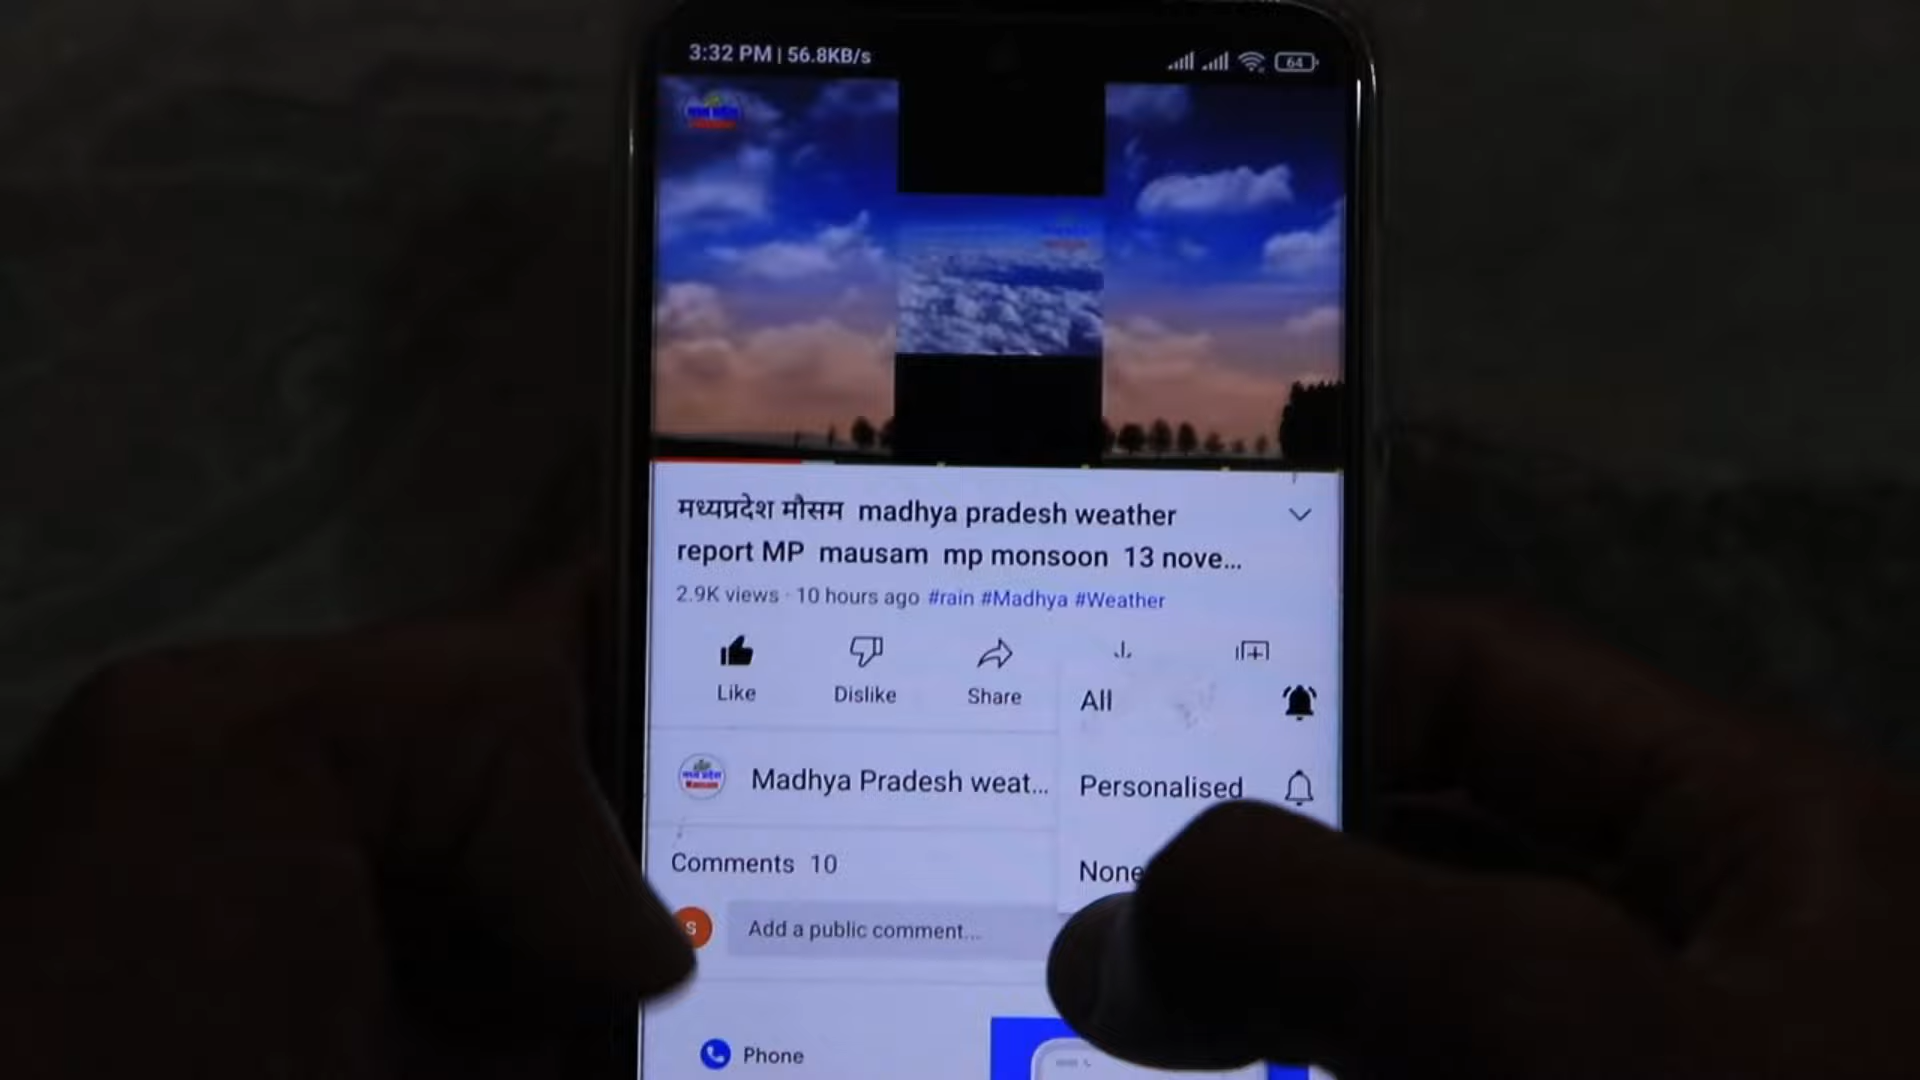 3:32 PM | 56.8KB/s
64
मध्यप्रदेश मौसम madhya pradesh weather
report MP mausam mp monsoon 13 nove...
2.9K views · 10 hours ago #rain #Madhya #Weather
Like
Dislike
Share
All
Madhya Pradesh weat...
Personalised
Comments 10
None
S
Add a public comment...
Phone